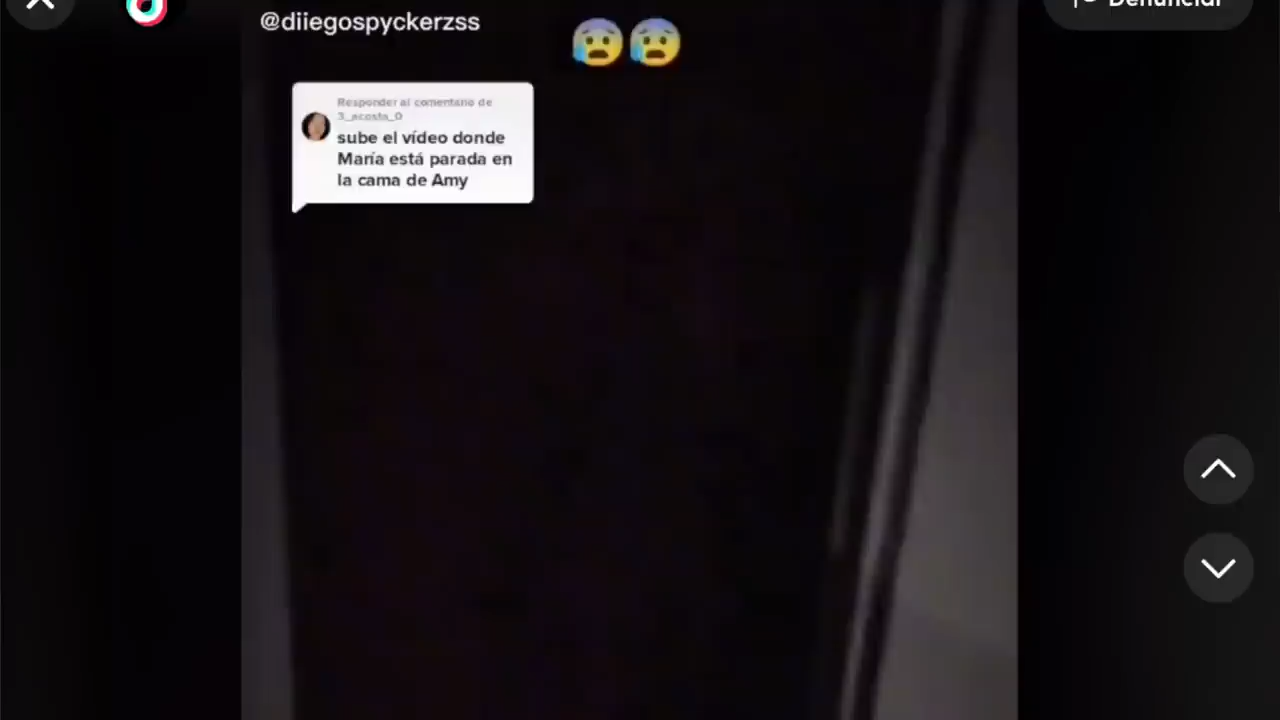 @diiegospyckerzss
Denunciar
Responder al comentario de
3_acosta_0
sube el vídeo donde
María está parada en
la cama de Amy